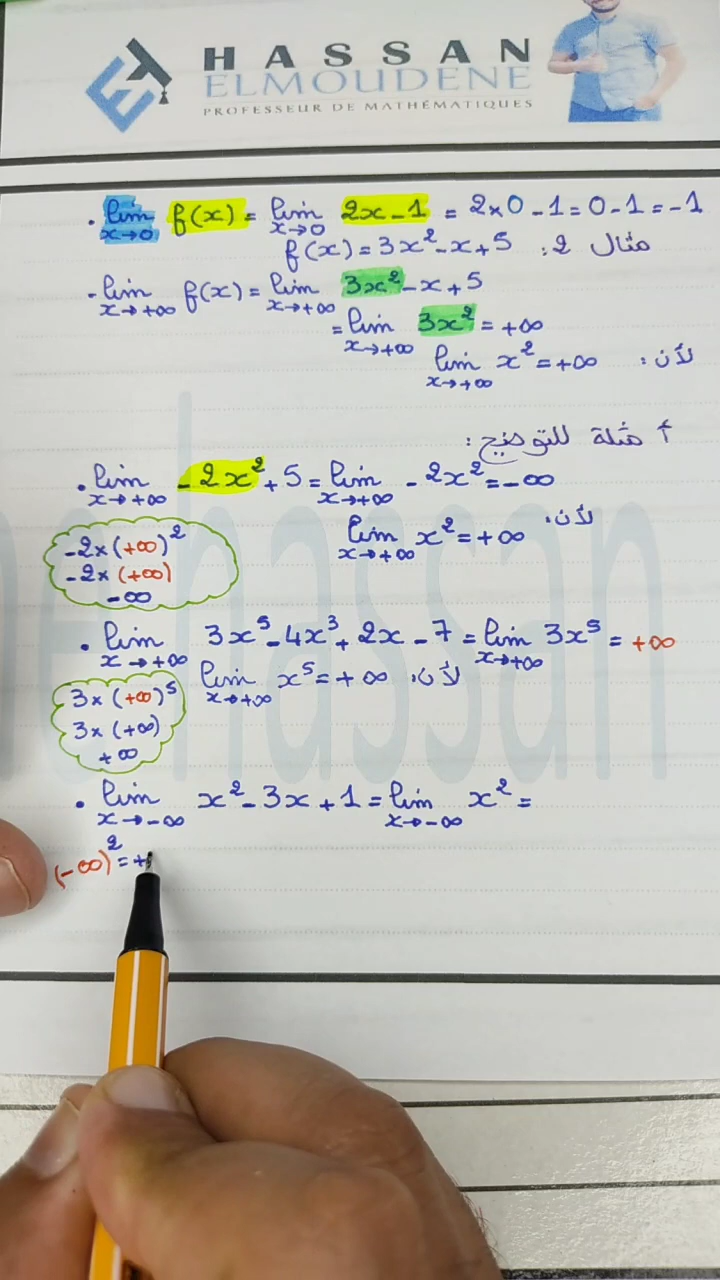 HASSAN
ELMOUDENE
PROFESSEUR DE MATHÉMATIQUES
. lim x→0 f(x) = lim x→0 2x - 1 = 2×0 - 1 = 0 - 1 = -1
مثال 2: f(x) = 3x² - x + 5
- lim x→+∞ f(x) = lim x→+∞ 3x² - x + 5
= lim x→+∞ 3x² = +∞
لأن: lim x→+∞ x² = +∞
أمثلة للتوضيح:
. lim x→+∞ -2x² + 5 = lim x→+∞ -2x² = -∞
لأن: lim x→+∞ x² = +∞
-2×(+∞)²
-2×(+∞)
-∞
. lim x→+∞ 3x⁵ - 4x³ + 2x - 7 = lim x→+∞ 3x⁵ = +∞
lim x→+∞ x⁵ = +∞ لأن:
3×(+∞)⁵
3×(+∞)
+∞
. lim x→-∞ x² - 3x + 1 = lim x→-∞ x² =
(-∞)² = +
hassan